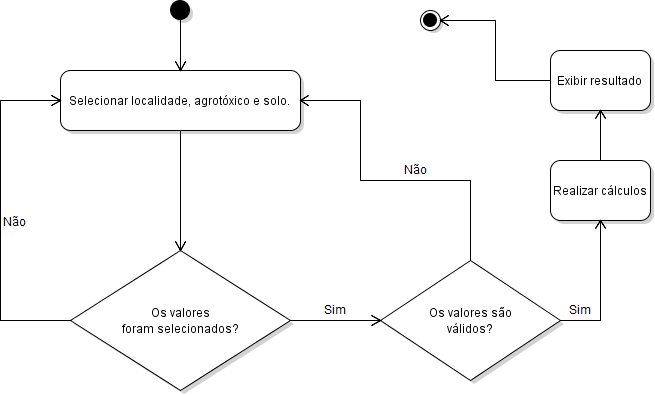 Selecionar localidade, agrotóxico e solo.
Exibir resultado
Realizar cálculos
Não
Não
Os valores
foram selecionados?
Sim
Os valores são
válidos?
Sim